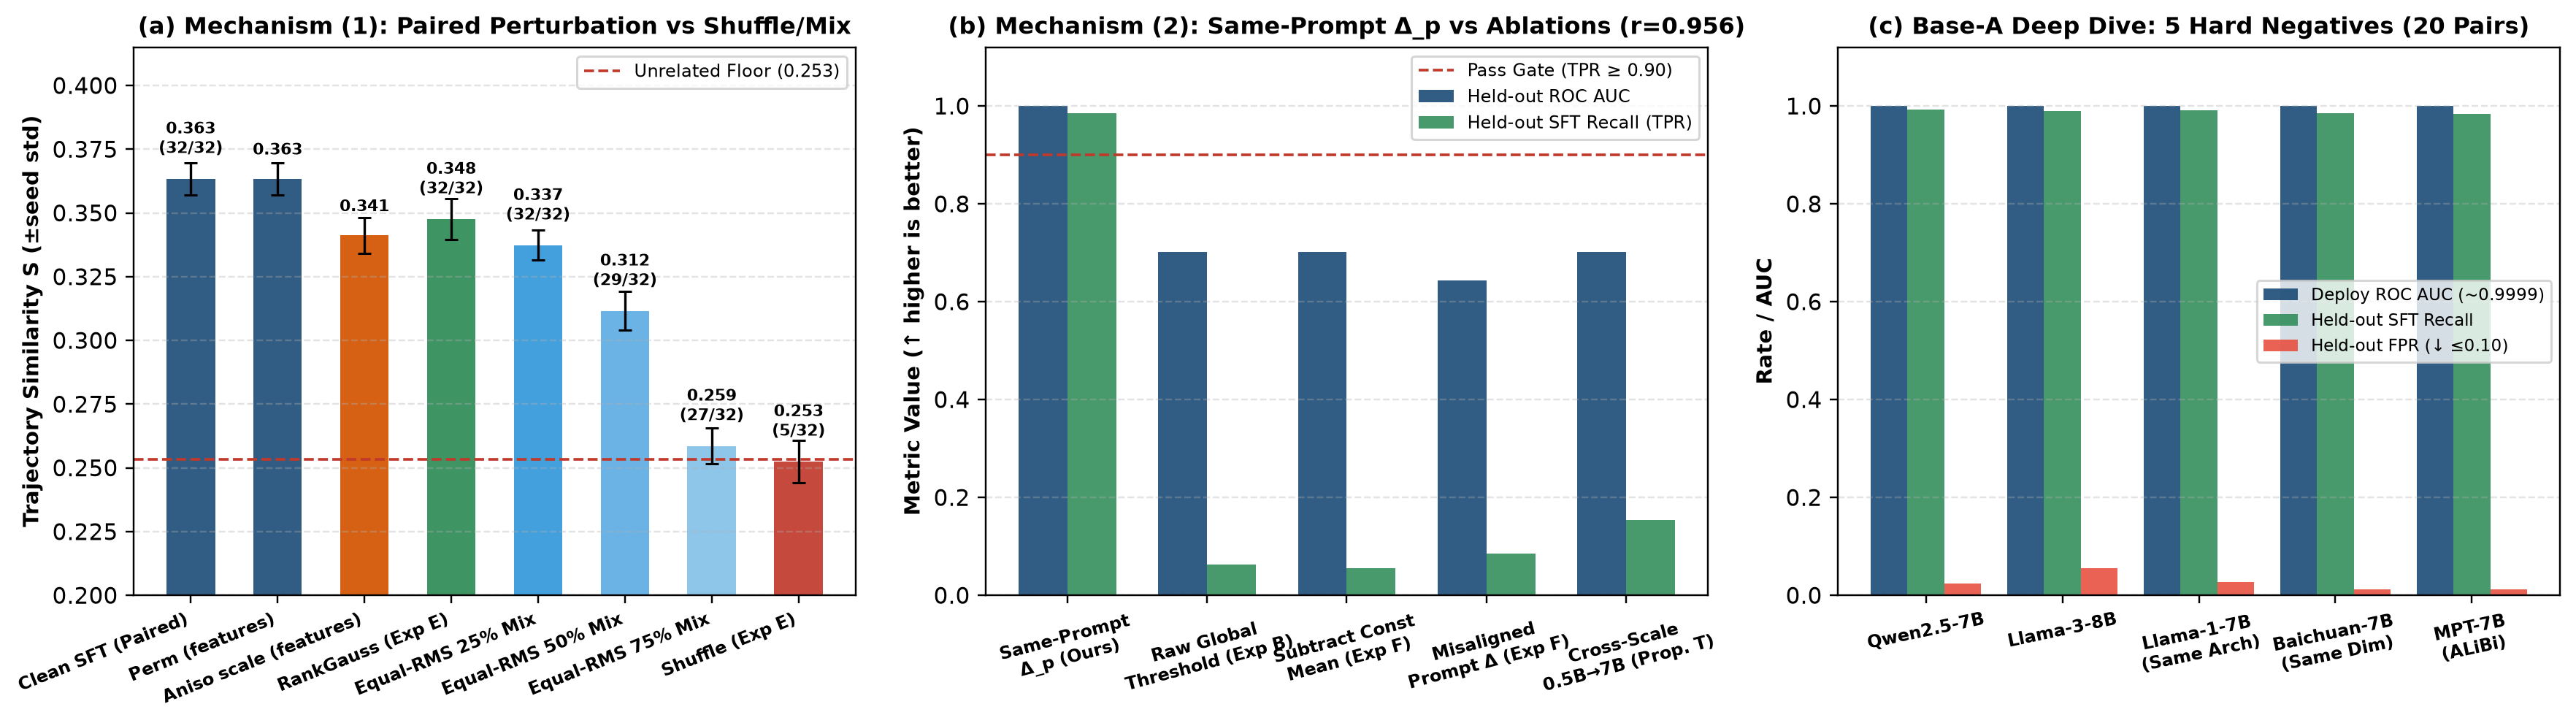 (a) Mechanism (1): Paired Perturbation vs Shuffle/Mix
Trajectory Similarity S (±seed std)
0.400
0.375
0.350
0.325
0.300
0.275
0.250
0.225
0.200
Unrelated Floor (0.253)
0.363
(32/32)
0.363
0.341
0.348
(32/32)
0.337
(32/32)
0.312
(29/32)
0.259
(27/32)
0.253
(5/32)
Clean SFT (Paired)
Perm (features)
Aniso scale (features)
RankGauss (Exp E)
Equal-RMS 25% Mix
Equal-RMS 50% Mix
Equal-RMS 75% Mix
Shuffle (Exp E)
(b) Mechanism (2): Same-Prompt Δ_p vs Ablations (r=0.956)
Metric Value (↑ higher is better)
1.0
0.8
0.6
0.4
0.2
0.0
Pass Gate (TPR ≥ 0.90)
Held-out ROC AUC
Held-out SFT Recall (TPR)
Same-Prompt
Δ_p (Ours)
Raw Global
Threshold (Exp B)
Subtract Const
Mean (Exp F)
Misaligned
Prompt Δ (Exp F)
Cross-Scale
0.5B→7B (Prop. T)
(c) Base-A Deep Dive: 5 Hard Negatives (20 Pairs)
Rate / AUC
1.0
0.8
0.6
0.4
0.2
0.0
Deploy ROC AUC (~0.9999)
Held-out SFT Recall
Held-out FPR (↓ ≤0.10)
Qwen2.5-7B
Llama-3-8B
Llama-1-7B
(Same Arch)
Baichuan-7B
(Same Dim)
MPT-7B
(ALiBi)